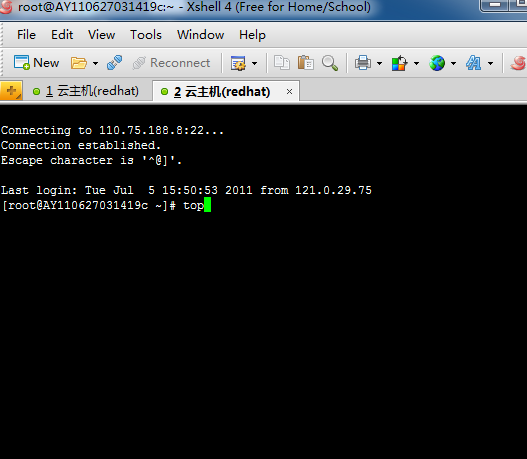 root@AY110627031419c:~ - Xshell 4 (Free for Home/School)
File Edit View Tools Window Help
New Reconnect
1 云主机(redhat) 2 云主机(redhat) ×
Connecting to 110.75.188.8:22...
Connection established.
Escape character is '^@]'.
Last login: Tue Jul  5 15:50:53 2011 from 121.0.29.75
[root@AY110627031419c ~]# top